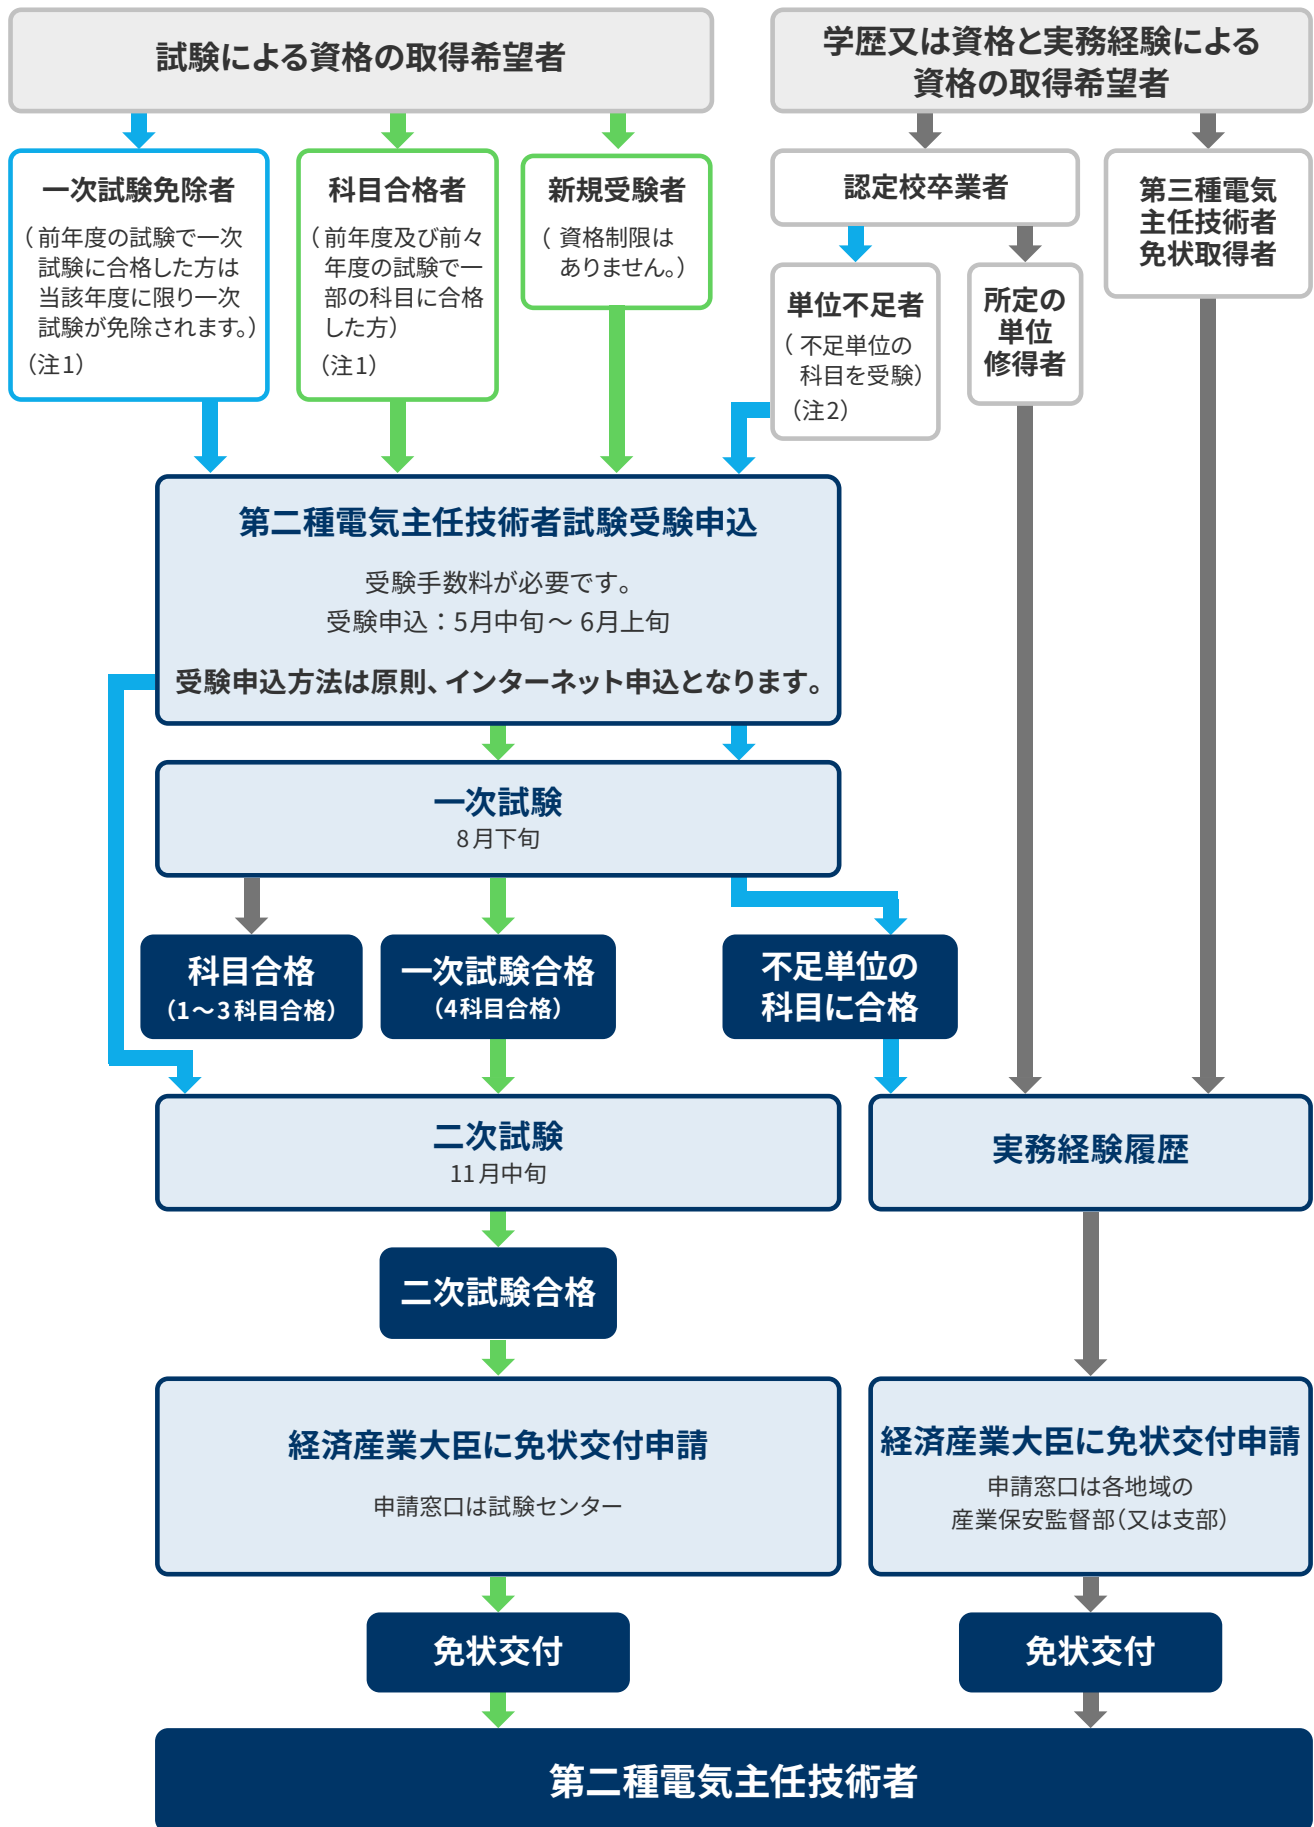 試験による資格の取得希望者
学歴又は資格と実務経験による
資格の取得希望者
一次試験免除者
（前年度の試験で一次
試験に合格した方は
当該年度に限り一次
試験が免除されます。）
（注1）
科目合格者
（前年度及び前々
年度の試験で一
部の科目に合格
した方）
（注1）
新規受験者
（ 資格制限は
ありません。）
認定校卒業者
単位不足者
（ 不足単位の
科目を受験）
（注2）
所定の
単位
修得者
第三種電気
主任技術者
免状取得者
第二種電気主任技術者試験受験申込
受験手数料が必要です。
受験申込：5月中旬～6月上旬
受験申込方法は原則、インターネット申込となります。
一次試験
8月下旬
科目合格
（1～3科目合格）
一次試験合格
（4科目合格）
不足単位の
科目に合格
二次試験
11月中旬
実務経験履歴
二次試験合格
経済産業大臣に免状交付申請
申請窓口は試験センター
経済産業大臣に免状交付申請
申請窓口は各地域の
産業保安監督部（又は支部）
免状交付
免状交付
第二種電気主任技術者